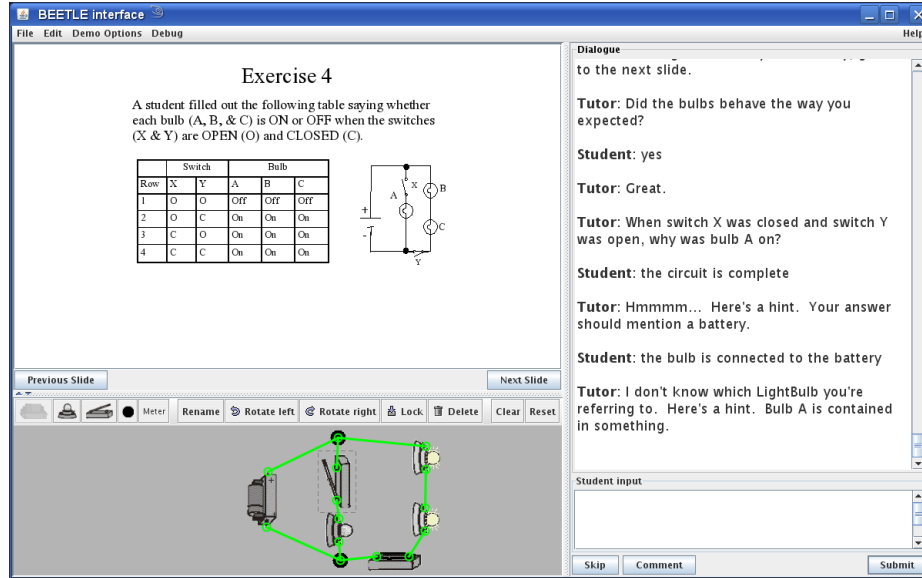 BEETLE interface
File Edit Demo Options Debug Help
Exercise 4
A student filled out the following table saying whether
each bulb (A, B, & C) is ON or OFF when the switches
(X & Y) are OPEN (O) and CLOSED (C).
Switch Bulb
Row X Y A B C
1 O O Off Off Off
2 O C On On On
3 C O On On On
4 C C On On On
X
A
B
+
C
-
Y
Previous Slide Next Slide
Meter Rename Rotate left Rotate right Lock Delete Clear Reset
+
Dialogue
to the next slide.
Tutor: Did the bulbs behave the way you
expected?
Student: yes
Tutor: Great.
Tutor: When switch X was closed and switch Y
was open, why was bulb A on?
Student: the circuit is complete
Tutor: Hmmmm... Here's a hint. Your answer
should mention a battery.
Student: the bulb is connected to the battery
Tutor: I don't know which LightBulb you're
referring to. Here's a hint. Bulb A is contained
in something.
Student input
Skip Comment Submit